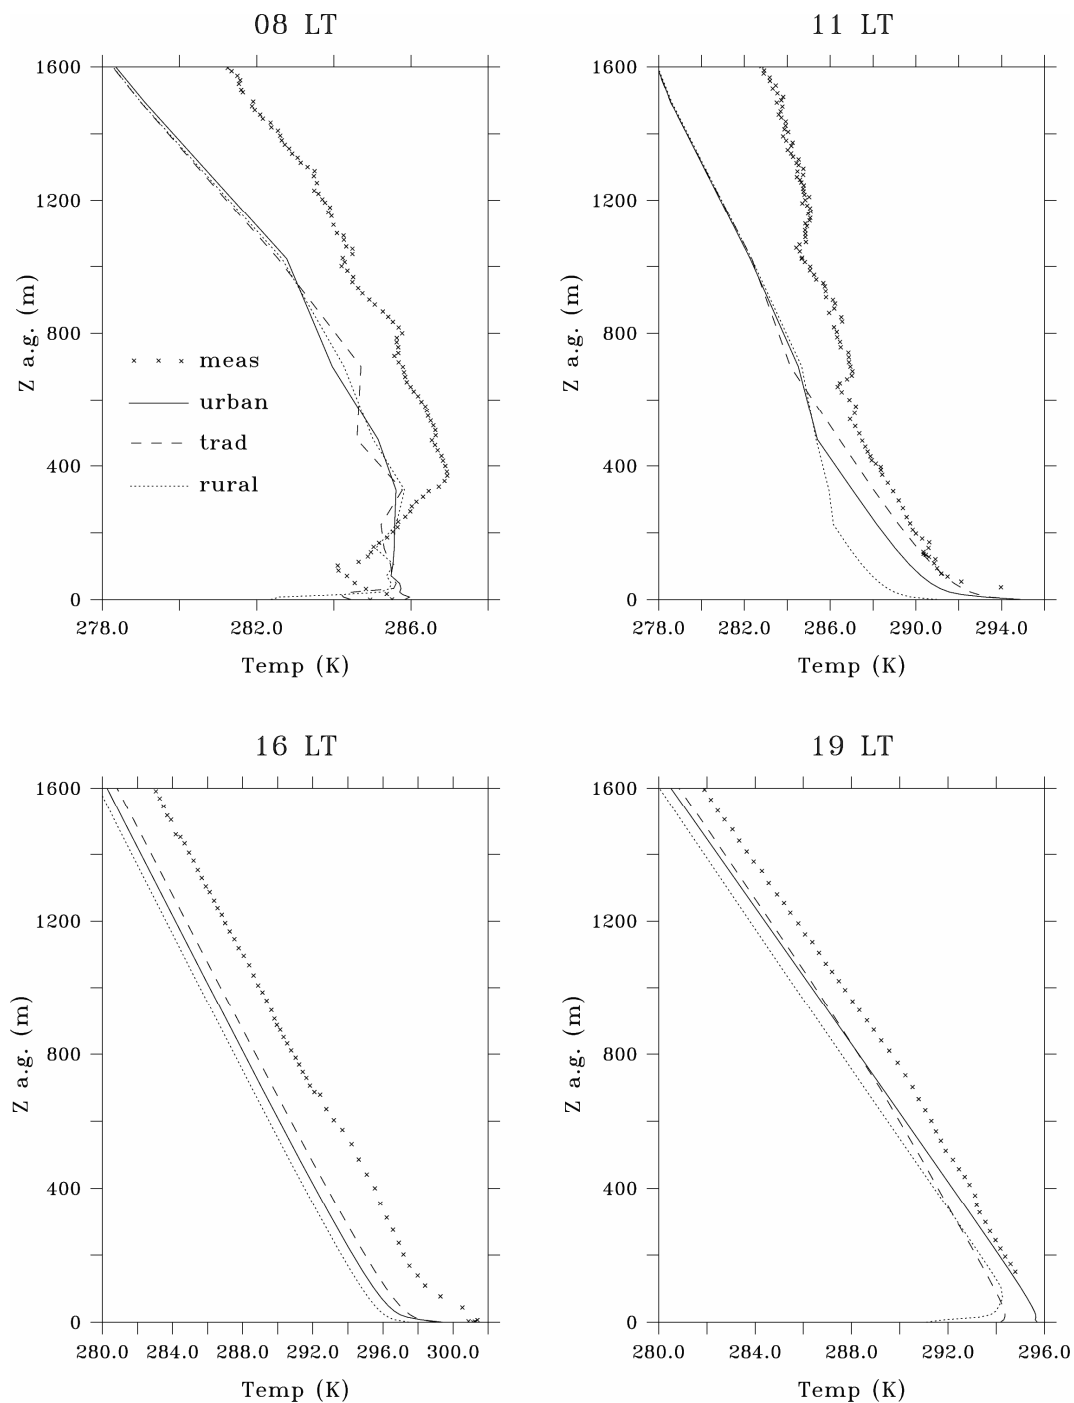 08 LT
11 LT
1600
1200
800
400
0
Z a.g. (m)
meas
urban
trad
rural
278.0 282.0 286.0
Temp (K)
1600
1200
800
400
0
Z a.g. (m)
278.0 282.0 286.0 290.0 294.0
Temp (K)
16 LT
19 LT
1600
1200
800
400
0
Z a.g. (m)
280.0 284.0 288.0 292.0 296.0 300.0
Temp (K)
1600
1200
800
400
0
Z a.g. (m)
280.0 284.0 288.0 292.0 296.0
Temp (K)